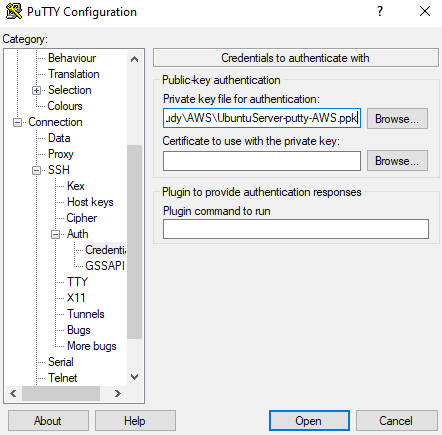 PuTTY Configuration
Category:
Behaviour
Translation
Selection
Colours
Connection
Data
Proxy
SSH
Kex
Host keys
Cipher
Auth
Credenti
GSSAPI
TTY
X11
Tunnels
Bugs
More bugs
Serial
Telnet
Credentials to authenticate with
Public-key authentication
Private key file for authentication:
udy\AWS\UbuntuServer-putty-AWS.ppk
Browse...
Certificate to use with the private key:
Browse...
Plugin to provide authentication responses
Plugin command to run
About
Help
Open
Cancel